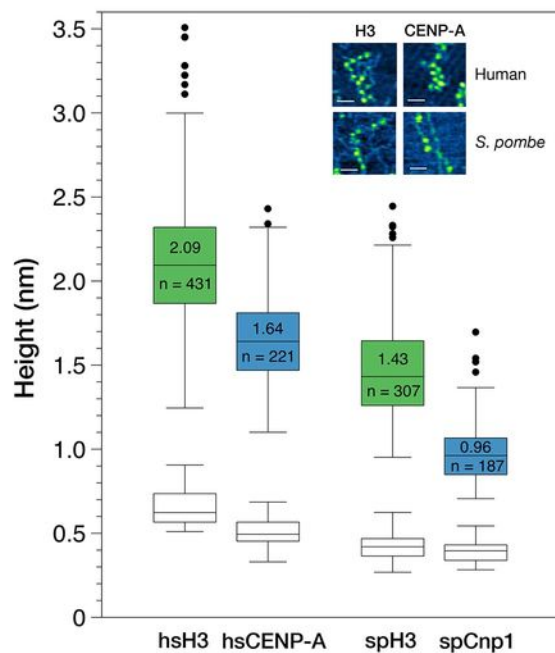 H3 CENP-A
Human
S. pombe
Height (nm)
3.5
3.0
2.5
2.0
1.5
1.0
0.5
0
2.09
n = 431
1.64
n = 221
1.43
n = 307
0.96
n = 187
hsH3 hsCENP-A spH3 spCnp1